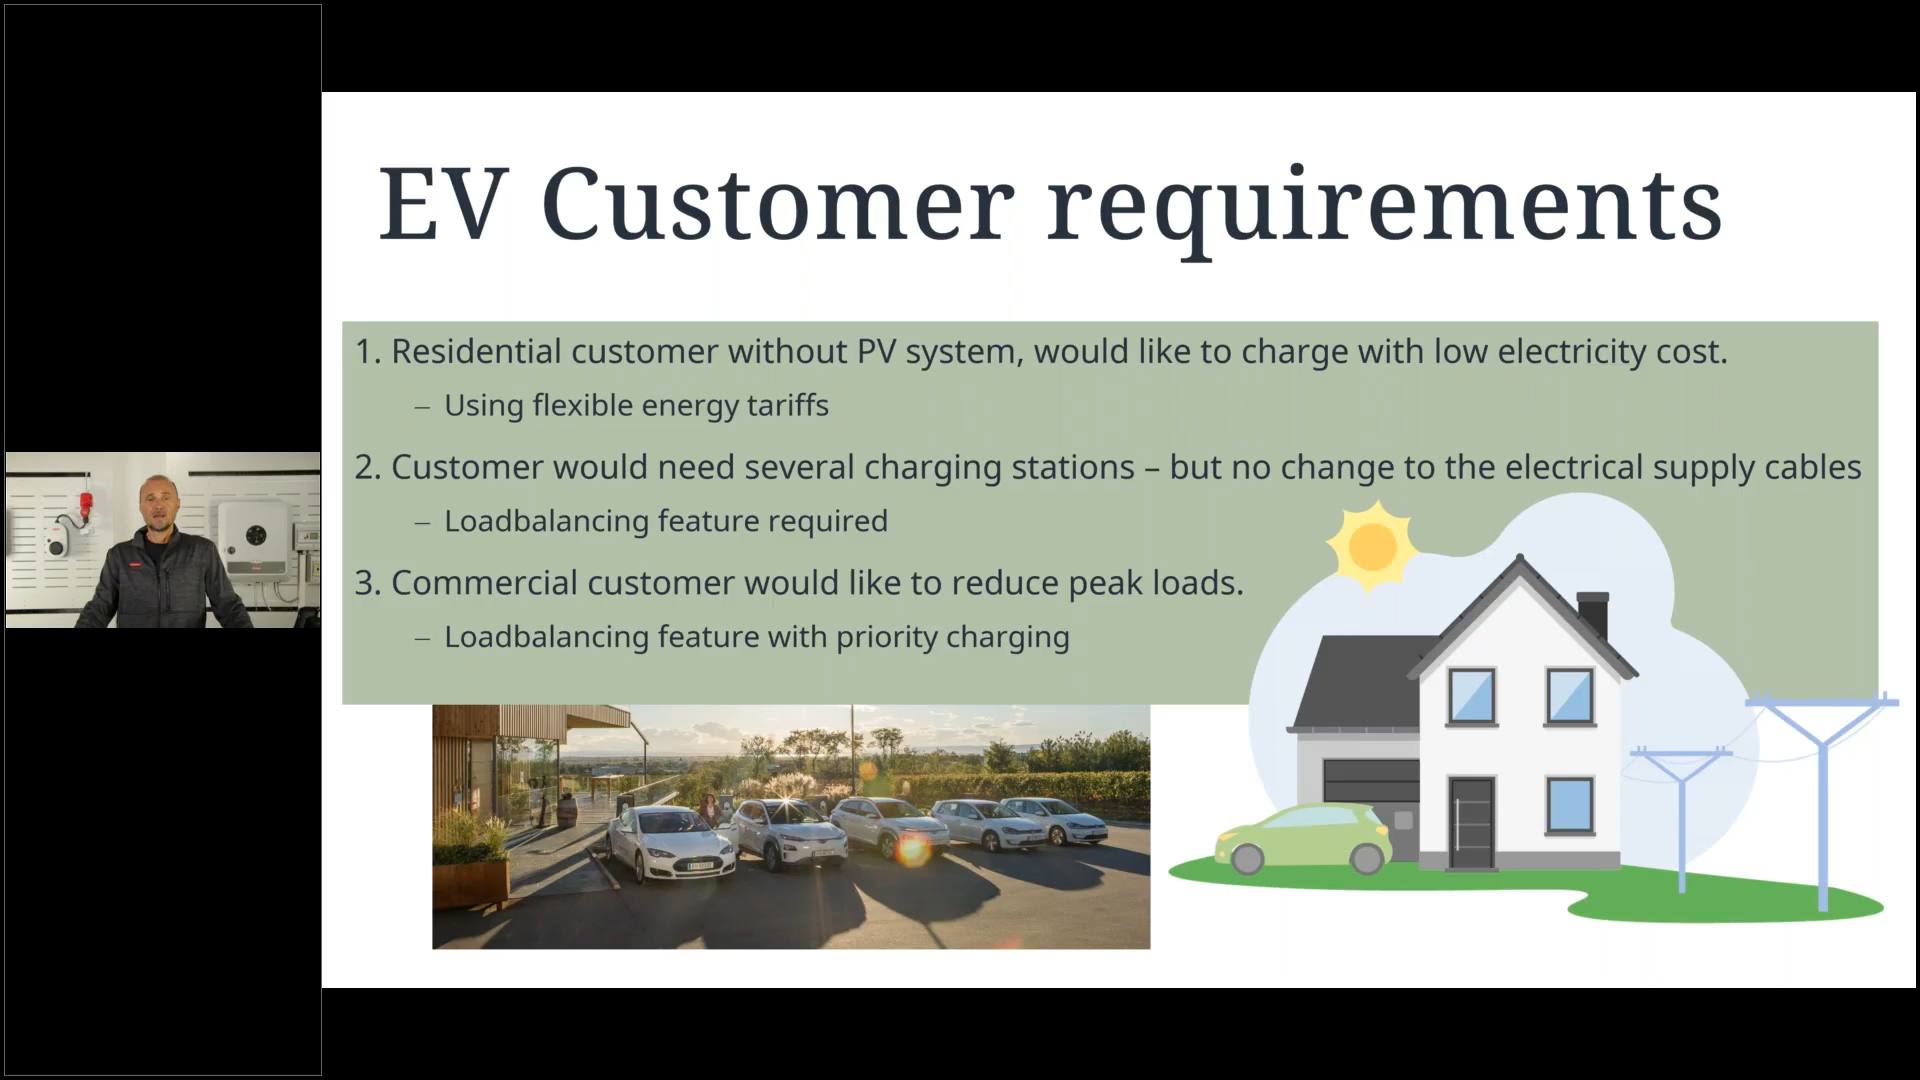 EV Customer requirements
1. Residential customer without PV system, would like to charge with low electricity cost.
– Using flexible energy tariffs
2. Customer would need several charging stations – but no change to the electrical supply cables
– Loadbalancing feature required
3. Commercial customer would like to reduce peak loads.
– Loadbalancing feature with priority charging